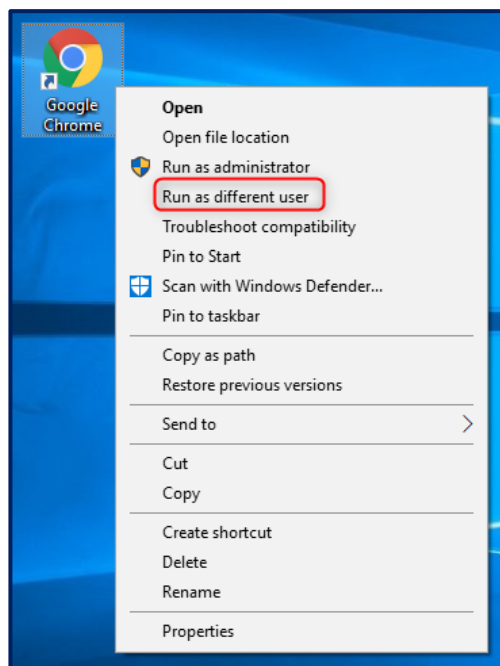 Google
Chrome
Open
Open file location
Run as administrator
Run as different user
Troubleshoot compatibility
Pin to Start
Scan with Windows Defender...
Pin to taskbar
Copy as path
Restore previous versions
Send to
Cut
Copy
Create shortcut
Delete
Rename
Properties